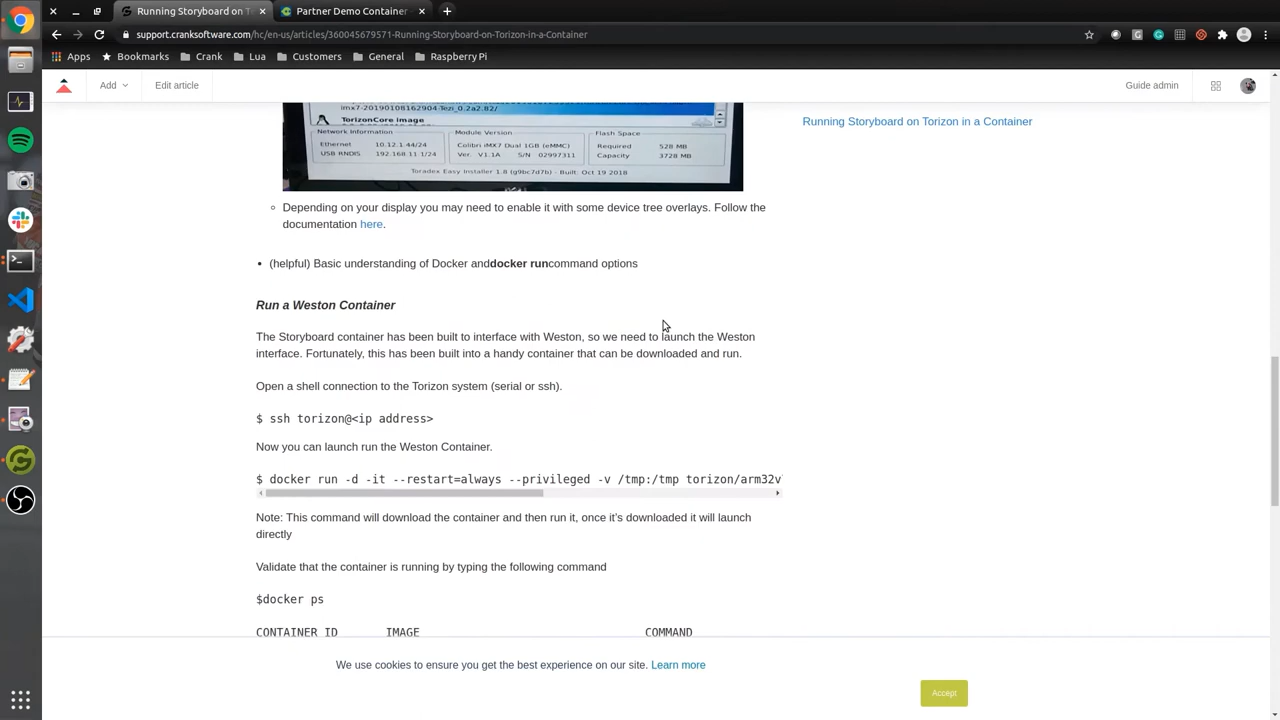 Running Storyboard on T
Partner Demo Container
support.cranksoftware.com/hc/en-us/articles/360045679571-Running-Storyboard-on-Torizon-in-a-Container
Apps
Bookmarks
Crank
Lua
Customers
General
Raspberry Pi
Add
Edit article
Guide admin
imx7-20190108162904-Tezi_0.2a2.82/
TorizonCore Image
Network Information
Ethernet 10.12.1 44/24
USB RNDIS 192.168 11.1/24
Module Version
Colibri iMX7 Dual 1GB (eMMC)
Ver. V1.1A S/N 02997311
Flash Space
Required 528 MB
Capacity 3728 MB
Toradex Easy Installer 1.8 (g9bc7d7b) - Built: Oct 19 2018
Running Storyboard on Torizon in a Container
Depending on your display you may need to enable it with some device tree overlays. Follow the
documentation here.
(helpful) Basic understanding of Docker anddocker runcommand options
Run a Weston Container
The Storyboard container has been built to interface with Weston, so we need to launch the Weston
interface. Fortunately, this has been built into a handy container that can be downloaded and run.
Open a shell connection to the Torizon system (serial or ssh).
$ ssh torizon@<ip address>
Now you can launch run the Weston Container.
$ docker run -d -it --restart=always --privileged -v /tmp:/tmp torizon/arm32v
Note: This command will download the container and then run it, once it's downloaded it will launch
directly
Validate that the container is running by typing the following command
$docker ps
CONTAINER ID IMAGE COMMAND
We use cookies to ensure you get the best experience on our site. Learn more
Accept